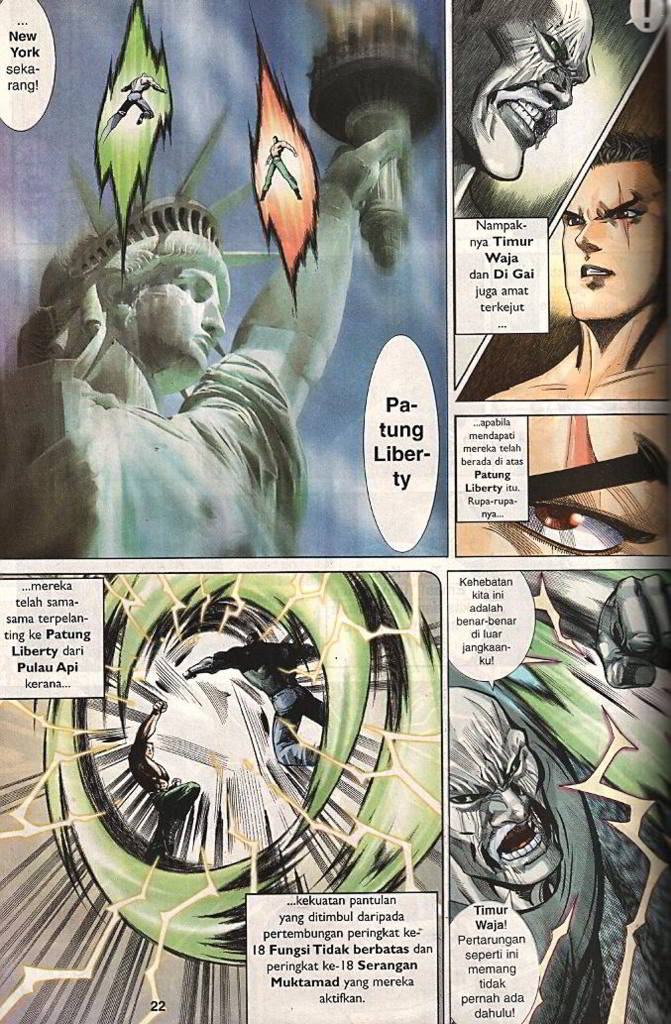 ...
New
York
seka-
rang!
!
Nampak-
nya Timur
Waja
dan Di Gai
juga amat
terkejut
...
Pa-
tung
Liber-
ty
...apabila
mendapati
mereka telah
berada di atas
Patung
Liberty itu.
Rupa-rupa-
nya...
...mereka
telah sama-
sama terpelan-
ting ke Patung
Liberty dari
Pulau Api
kerana...
...kekuatan pantulan
yang ditimbul daripada
pertembungan peringkat ke-
18 Fungsi Tidak berbatas dan
peringkat ke-18 Serangan
Muktamad yang mereka
aktifkan.
Kehebatan
kita ini
adalah
benar-benar
di luar
jangkaan-
ku!
Timur
Waja!
Pertarungan
seperti ini
memang
tidak
pernah ada
dahulu!
22